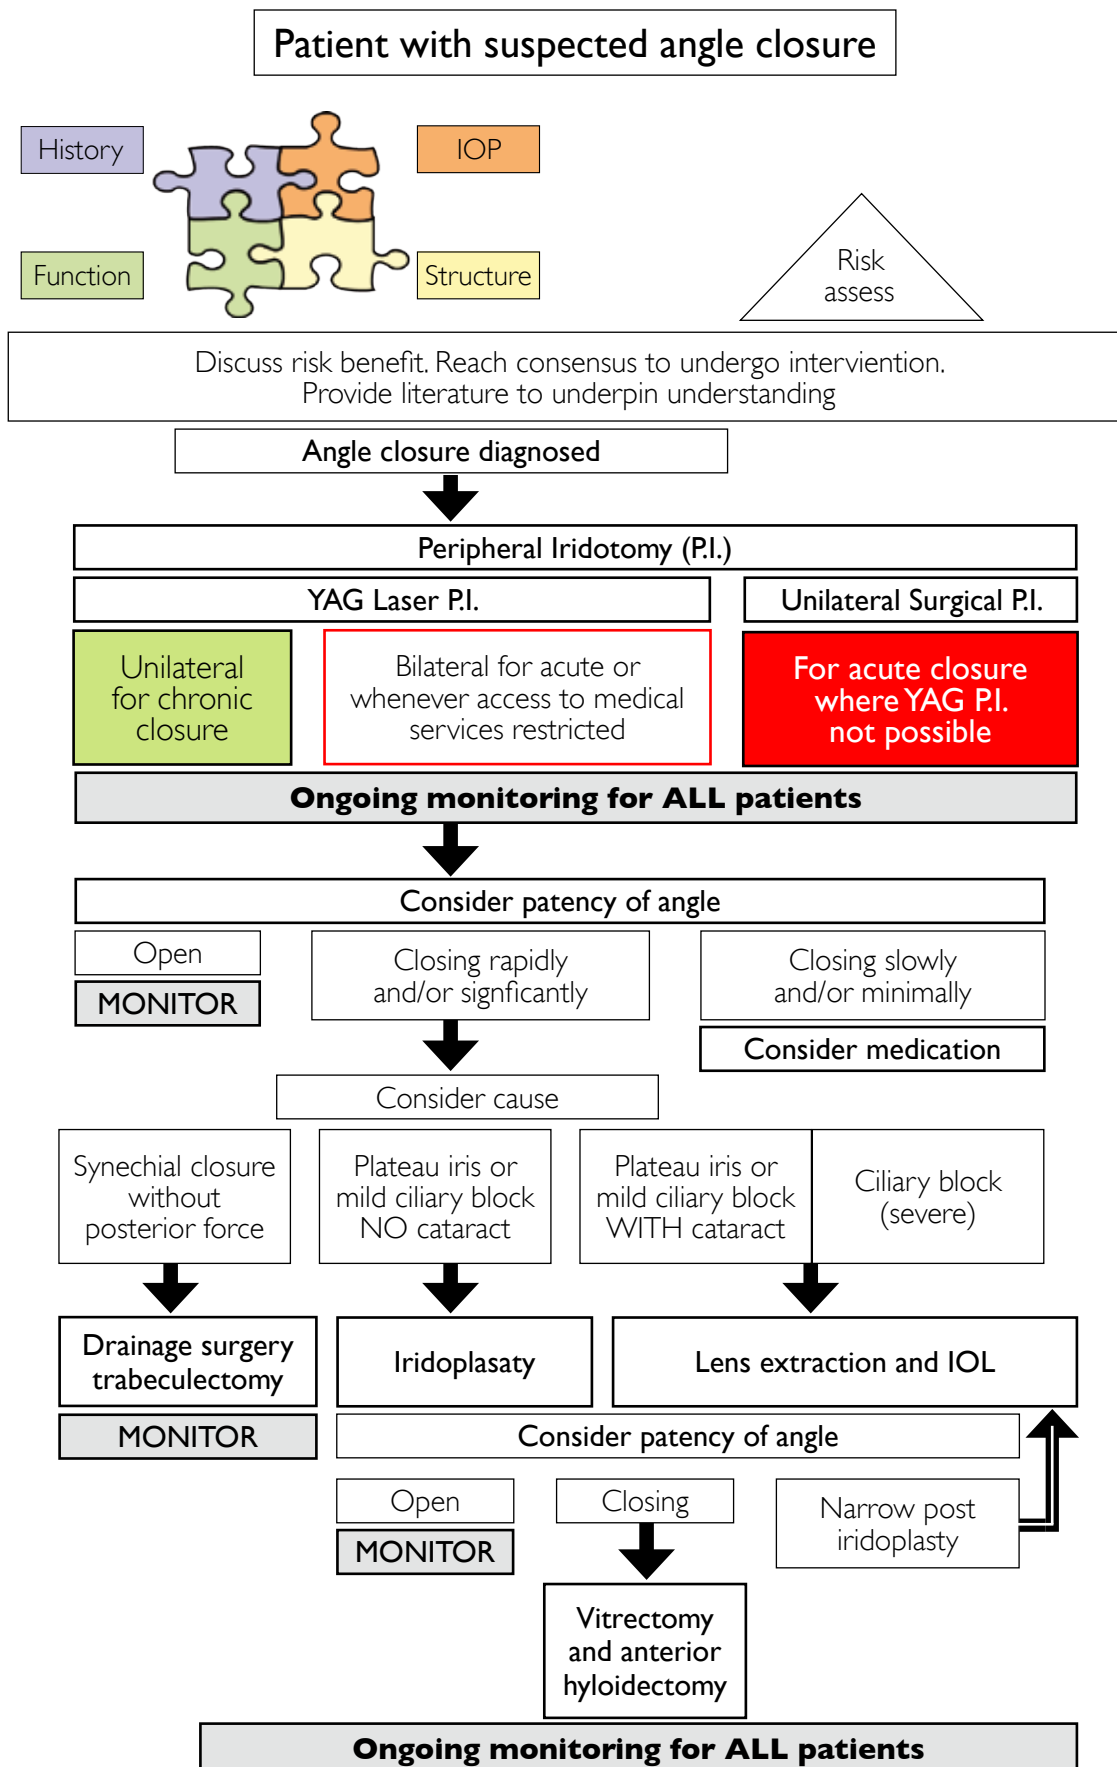 Patient with suspected angle closure
History
IOP
Function
Structure
Risk
assess
Discuss risk benefit. Reach consensus to undergo interviention.
Provide literature to underpin understanding
Angle closure diagnosed
Peripheral Iridotomy (P.I.)
YAG Laser P.I.
Unilateral Surgical P.I.
Unilateral
for chronic
closure
Bilateral for acute or
whenever access to medical
services restricted
For acute closure
where YAG P.I.
not possible
Ongoing monitoring for ALL patients
Consider patency of angle
Open
MONITOR
Closing rapidly
and/or signficantly
Closing slowly
and/or minimally
Consider medication
Consider cause
Synechial closure
without
posterior force
Plateau iris or
mild ciliary block
NO cataract
Plateau iris or
mild ciliary block
WITH cataract
Ciliary block
(severe)
Drainage surgery
trabeculectomy
MONITOR
Iridoplasaty
Lens extraction and IOL
Consider patency of angle
Open
MONITOR
Closing
Narrow post
iridoplasty
Vitrectomy
and anterior
hyloidectomy
Ongoing monitoring for ALL patients